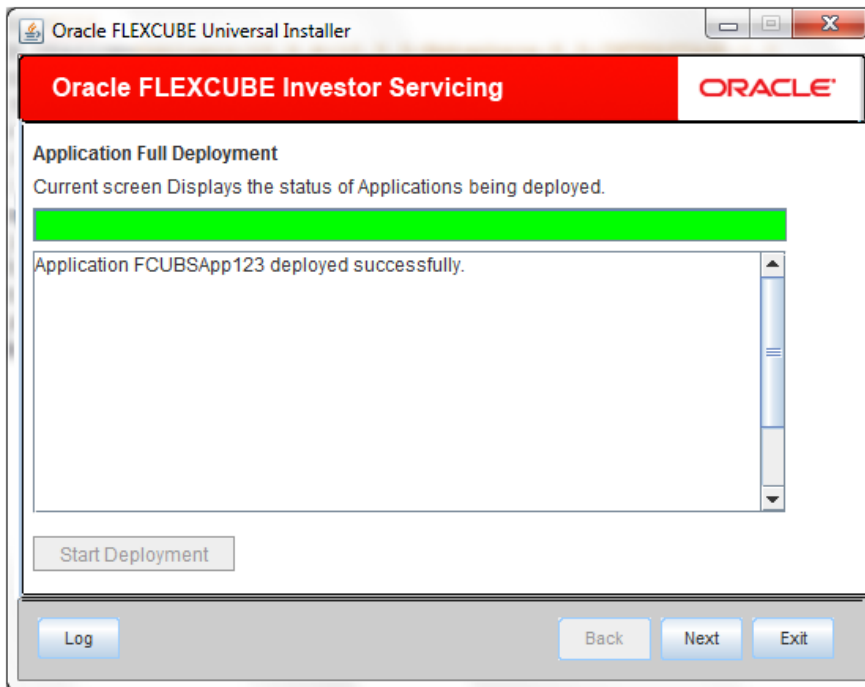 Oracle FLEXCUBE Universal Installer
Oracle FLEXCUBE Investor Servicing
ORACLE
Application Full Deployment
Current screen Displays the status of Applications being deployed.
Application FCUBSApp123 deployed successfully.
Start Deployment
Log Back Next Exit